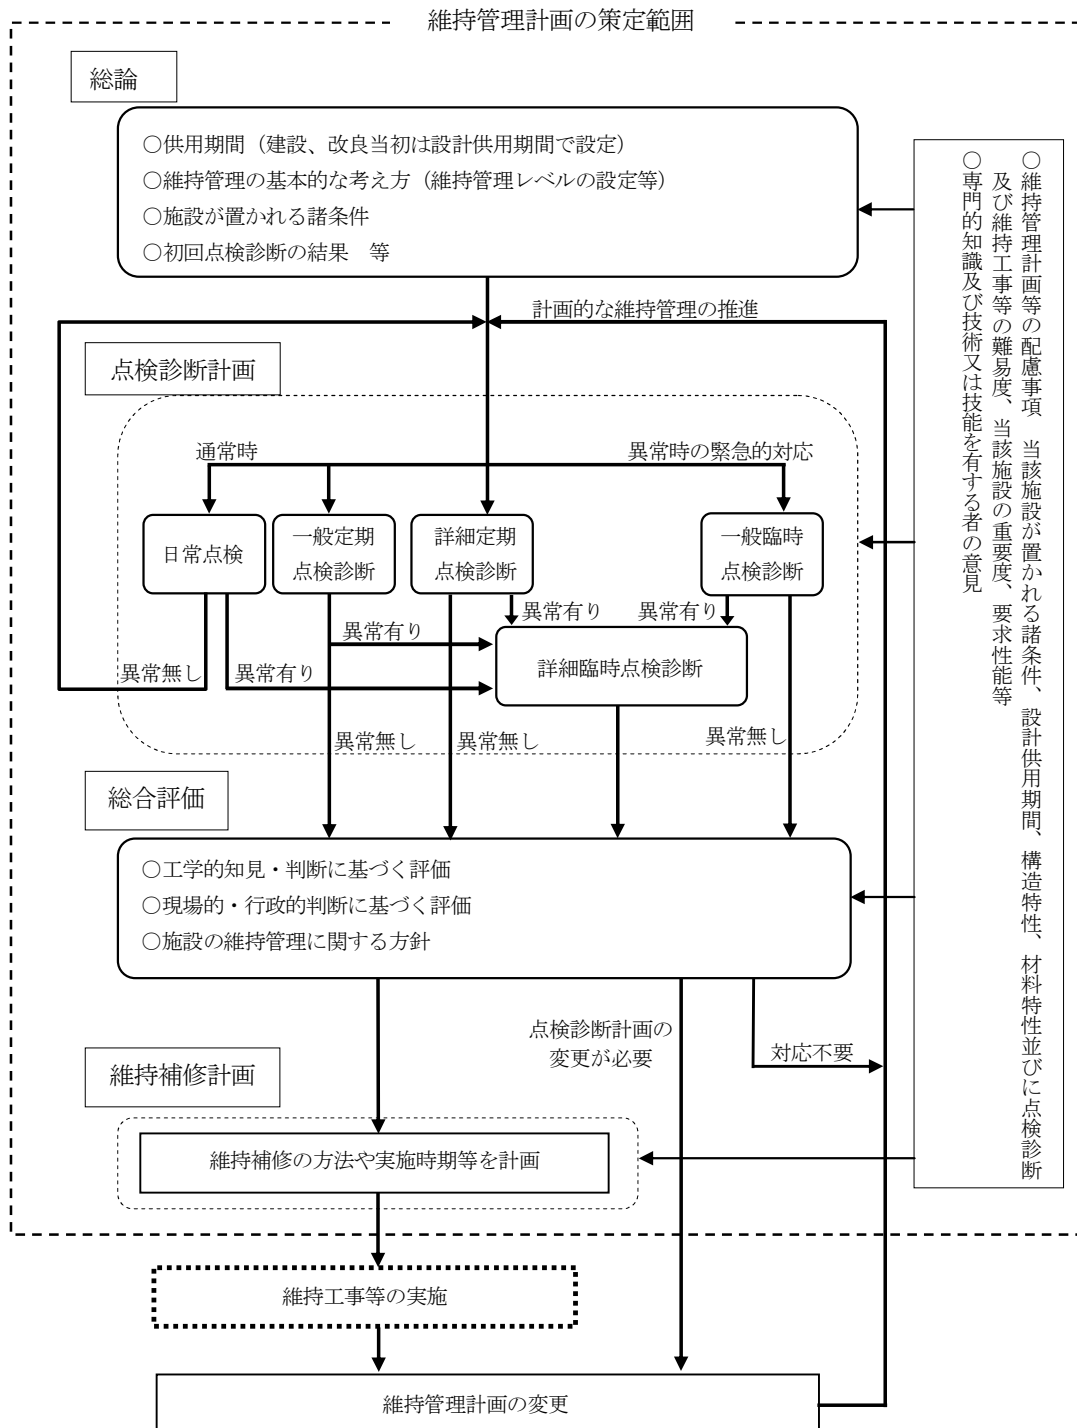 維持管理計画の策定範囲
総論
○供用期間（建設、改良当初は設計供用期間で設定）
○維持管理の基本的な考え方（維持管理レベルの設定等）
○施設が置かれる諸条件
○初回点検診断の結果　等
計画的な維持管理の推進
点検診断計画
通常時
異常時の緊急的対応
日常点検
一般定期
点検診断
詳細定期
点検診断
一般臨時
点検診断
異常有り
異常有り
異常有り
異常無し
異常有り
詳細臨時点検診断
異常無し
異常無し
異常無し
総合評価
○工学的知見・判断に基づく評価
○現場的・行政的判断に基づく評価
○施設の維持管理に関する方針
点検診断計画の
変更が必要
対応不要
維持補修計画
維持補修の方法や実施時期等を計画
維持工事等の実施
維持管理計画の変更
○維持管理計画等の配慮事項　当該施設が置かれる諸条件、設計供用期間、構造特性、材料特性並びに点検診断
及び維持工事等の難易度、当該施設の重要度、要求性能等
○専門的知識及び技術又は技能を有する者の意見